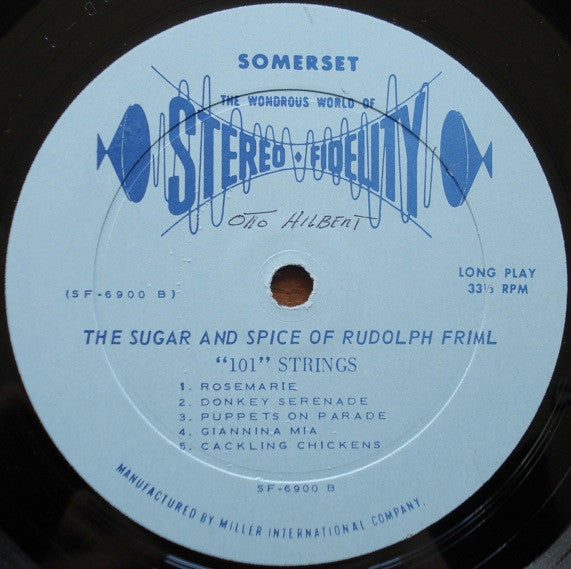 SOMERSET
THE WONDROUS WORLD OF
STEREO · FIDELITY
Otto HILBERT
(SF-6900 B)
LONG PLAY
33⅓ RPM
THE SUGAR AND SPICE OF RUDOLPH FRIML
"101" STRINGS
1. ROSEMARIE
2. DONKEY SERENADE
3. PUPPETS ON PARADE
4. GIANNINA MIA
5. CACKLING CHICKENS
SF-6900 B
MANUFACTURED BY MILLER INTERNATIONAL COMPANY.